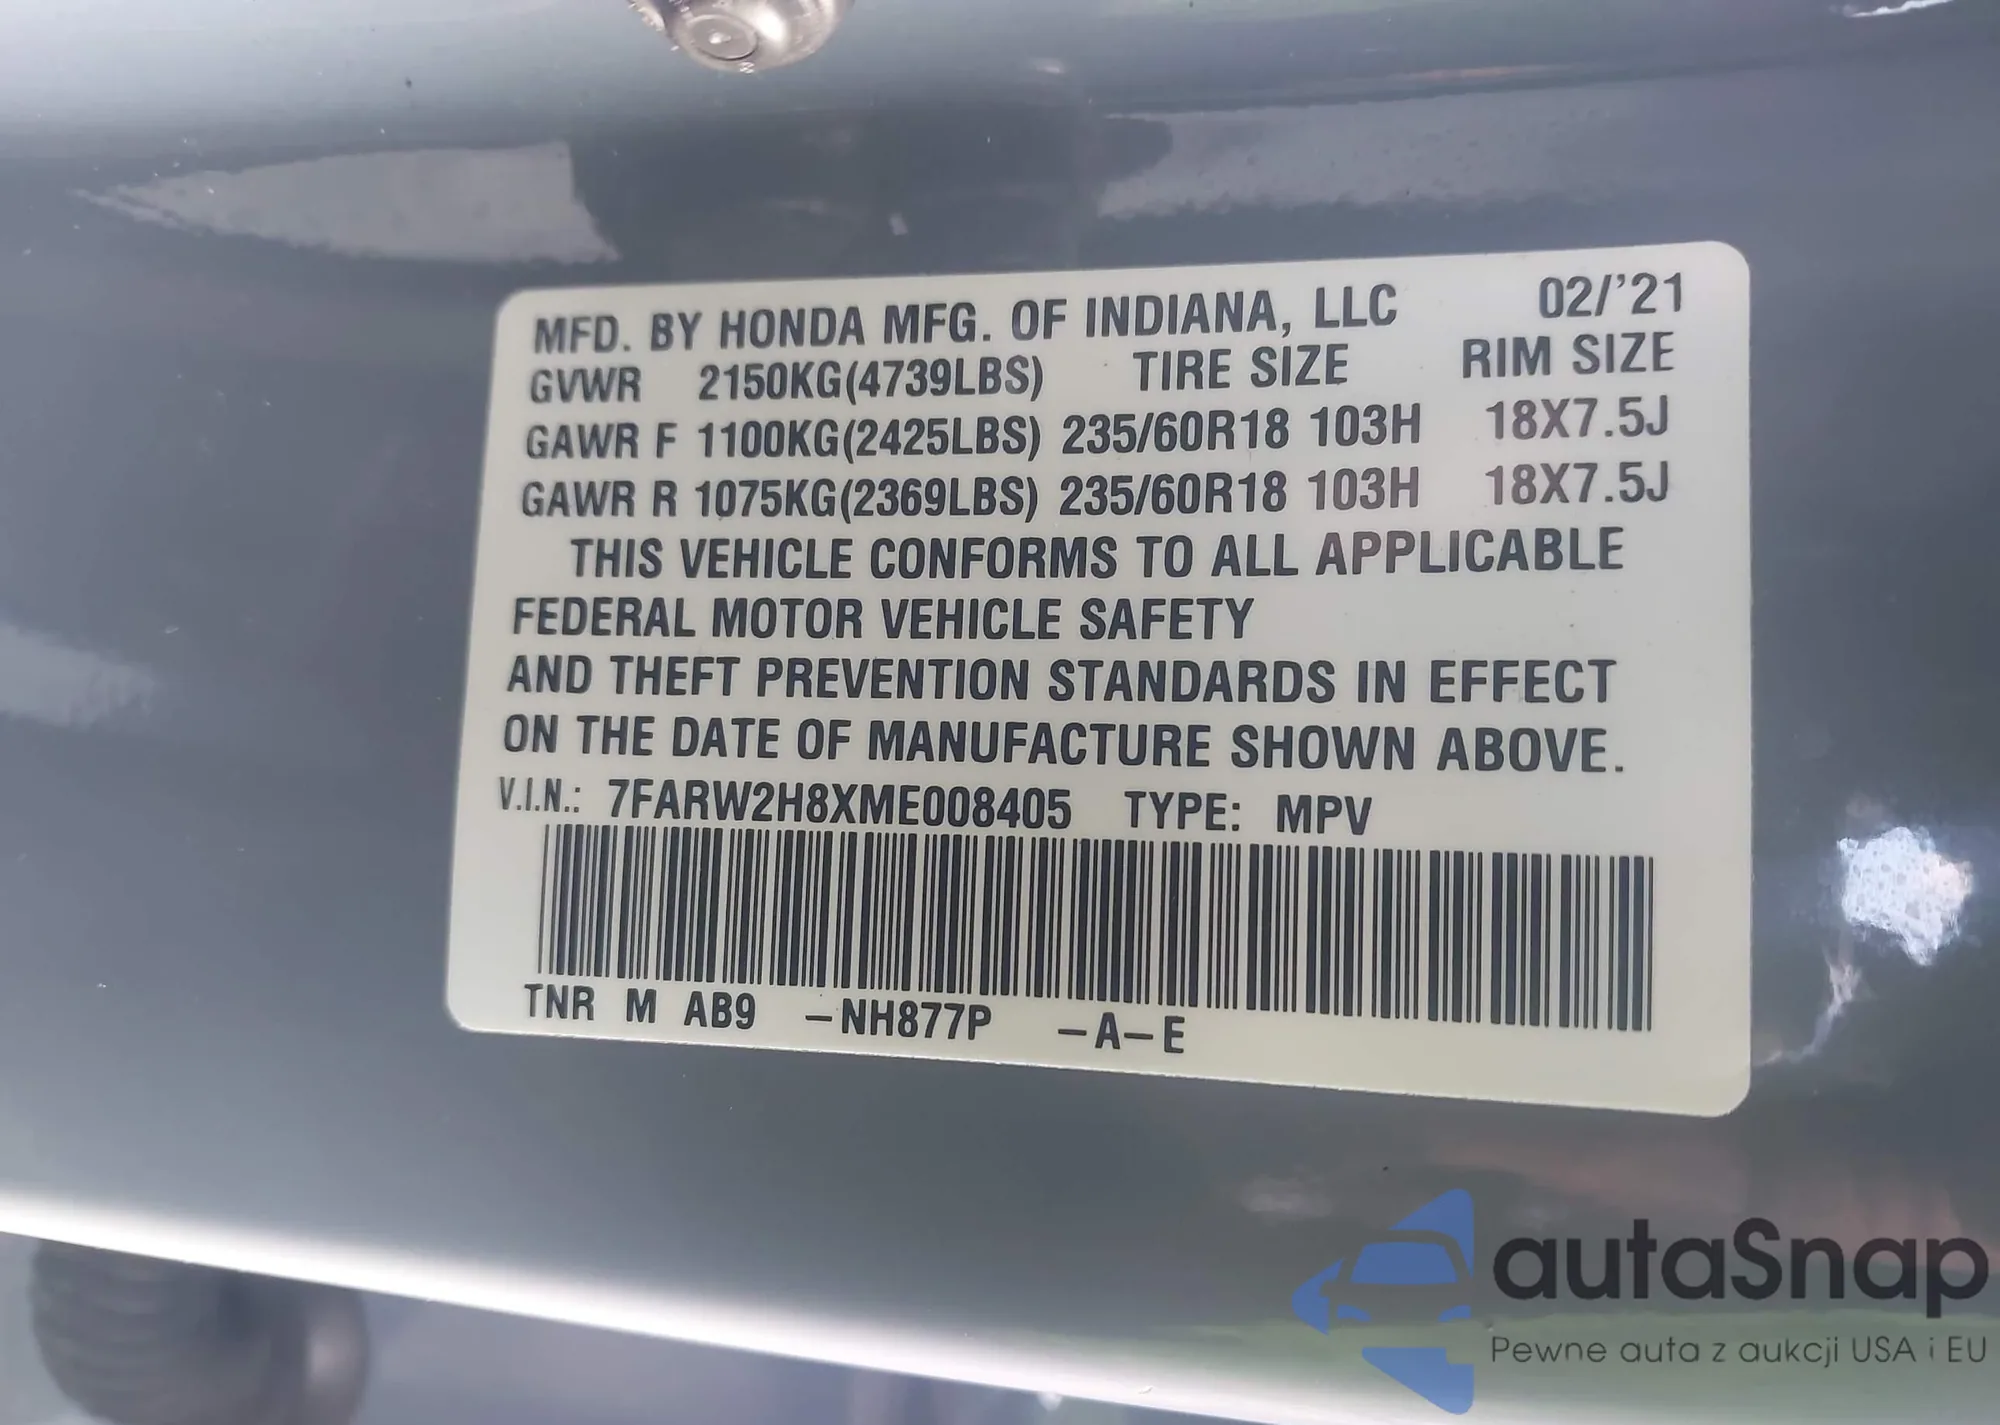 MFD. BY HONDA MFG. OF INDIANA, LLC 02/'21
GVWR 2150KG(4739LBS) TIRE SIZE RIM SIZE
GAWR F 1100KG(2425LBS) 235/60R18 103H 18X7.5J
GAWR R 1075KG(2369LBS) 235/60R18 103H 18X7.5J
THIS VEHICLE CONFORMS TO ALL APPLICABLE
FEDERAL MOTOR VEHICLE SAFETY
AND THEFT PREVENTION STANDARDS IN EFFECT
ON THE DATE OF MANUFACTURE SHOWN ABOVE.
V.I.N.: 7FARW2H8XME008405 TYPE: MPV
TNR M AB9 –NH877P –A–E
autaSnap
Pewne auta z aukcji USA i EU